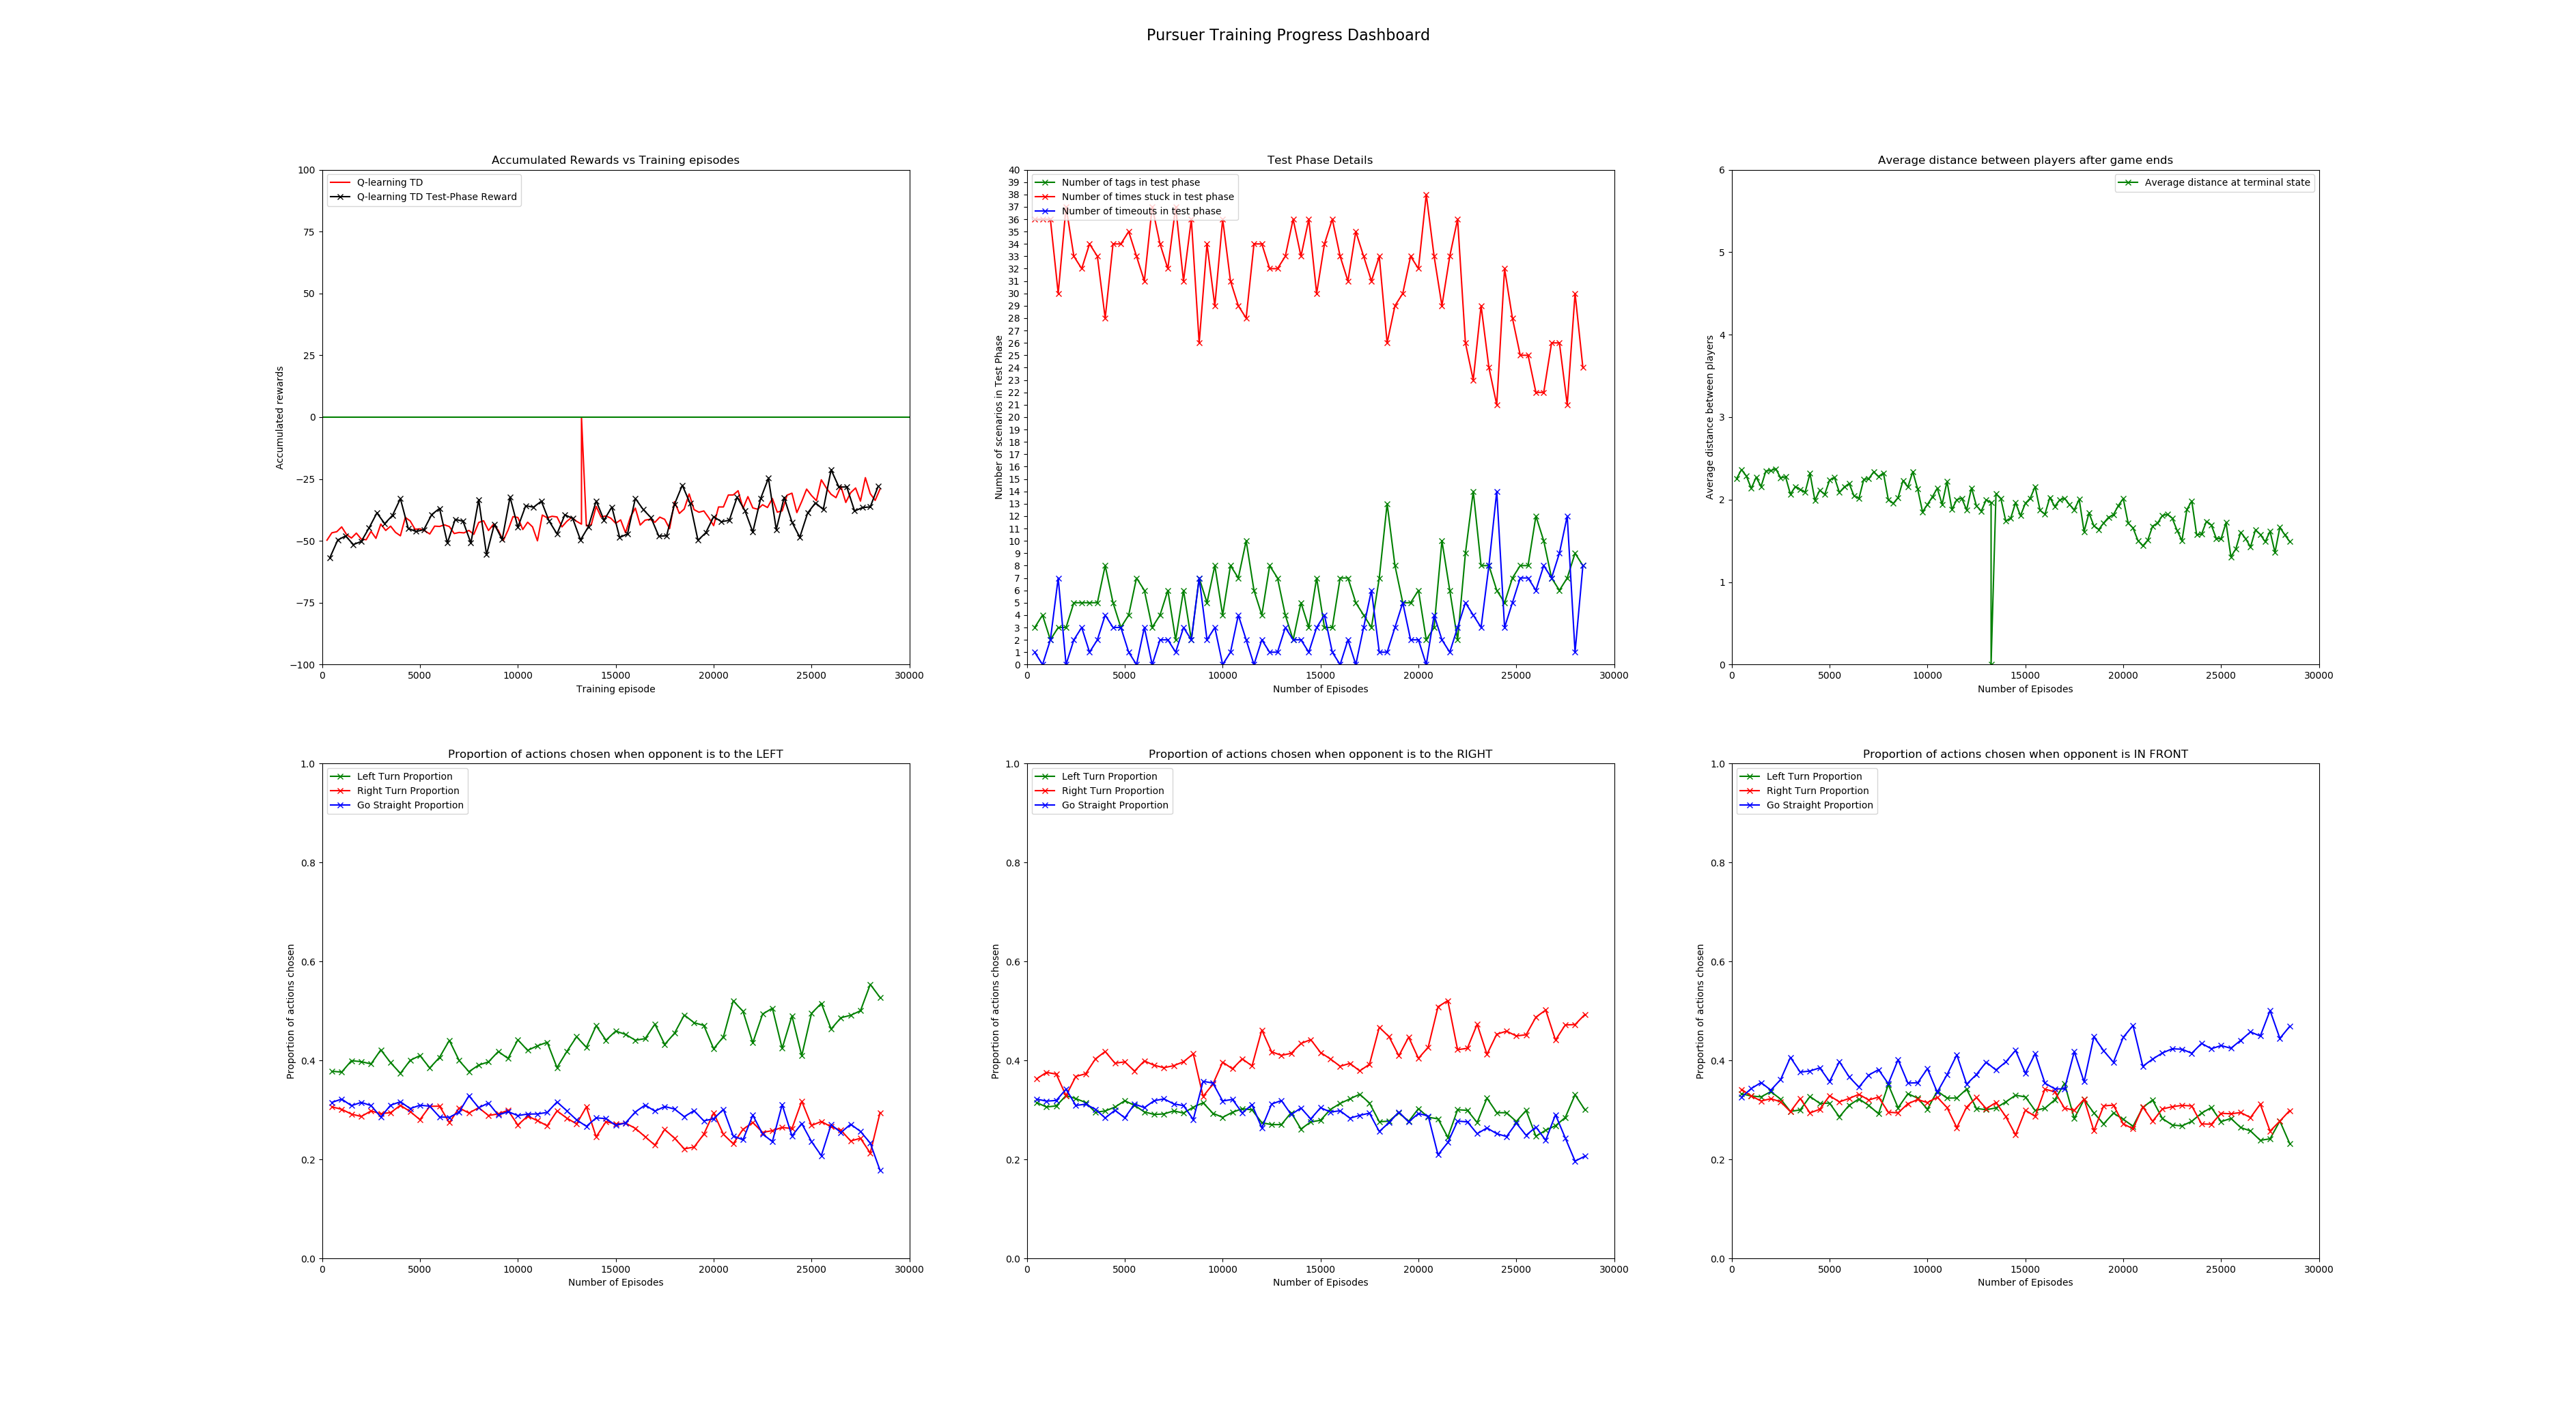 Pursuer Training Progress Dashboard
Accumulated Rewards vs Training episodes
Q-learning TD
Q-learning TD Test-Phase Reward
100
75
50
25
0
−25
−50
−75
−100
Accumulated rewards
0 5000 10000 15000 20000 25000 30000
Training episode
Test Phase Details
Number of tags in test phase
Number of times stuck in test phase
Number of timeouts in test phase
40
39
38
37
36
35
34
33
32
31
30
29
28
27
26
25
24
23
22
21
20
19
18
17
16
15
14
13
12
11
10
9
8
7
6
5
4
3
2
1
0
Number of scenarios in Test Phase
0 5000 10000 15000 20000 25000 30000
Number of Episodes
Average distance between players after game ends
Average distance at terminal state
6
5
4
3
2
1
0
Average distance between players
0 5000 10000 15000 20000 25000 30000
Number of Episodes
Proportion of actions chosen when opponent is to the LEFT
Left Turn Proportion
Right Turn Proportion
Go Straight Proportion
1.0
0.8
0.6
0.4
0.2
0.0
Proportion of actions chosen
0 5000 10000 15000 20000 25000 30000
Number of Episodes
Proportion of actions chosen when opponent is to the RIGHT
Left Turn Proportion
Right Turn Proportion
Go Straight Proportion
1.0
0.8
0.6
0.4
0.2
0.0
Proportion of actions chosen
0 5000 10000 15000 20000 25000 30000
Number of Episodes
Proportion of actions chosen when opponent is IN FRONT
Left Turn Proportion
Right Turn Proportion
Go Straight Proportion
1.0
0.8
0.6
0.4
0.2
0.0
Proportion of actions chosen
0 5000 10000 15000 20000 25000 30000
Number of Episodes